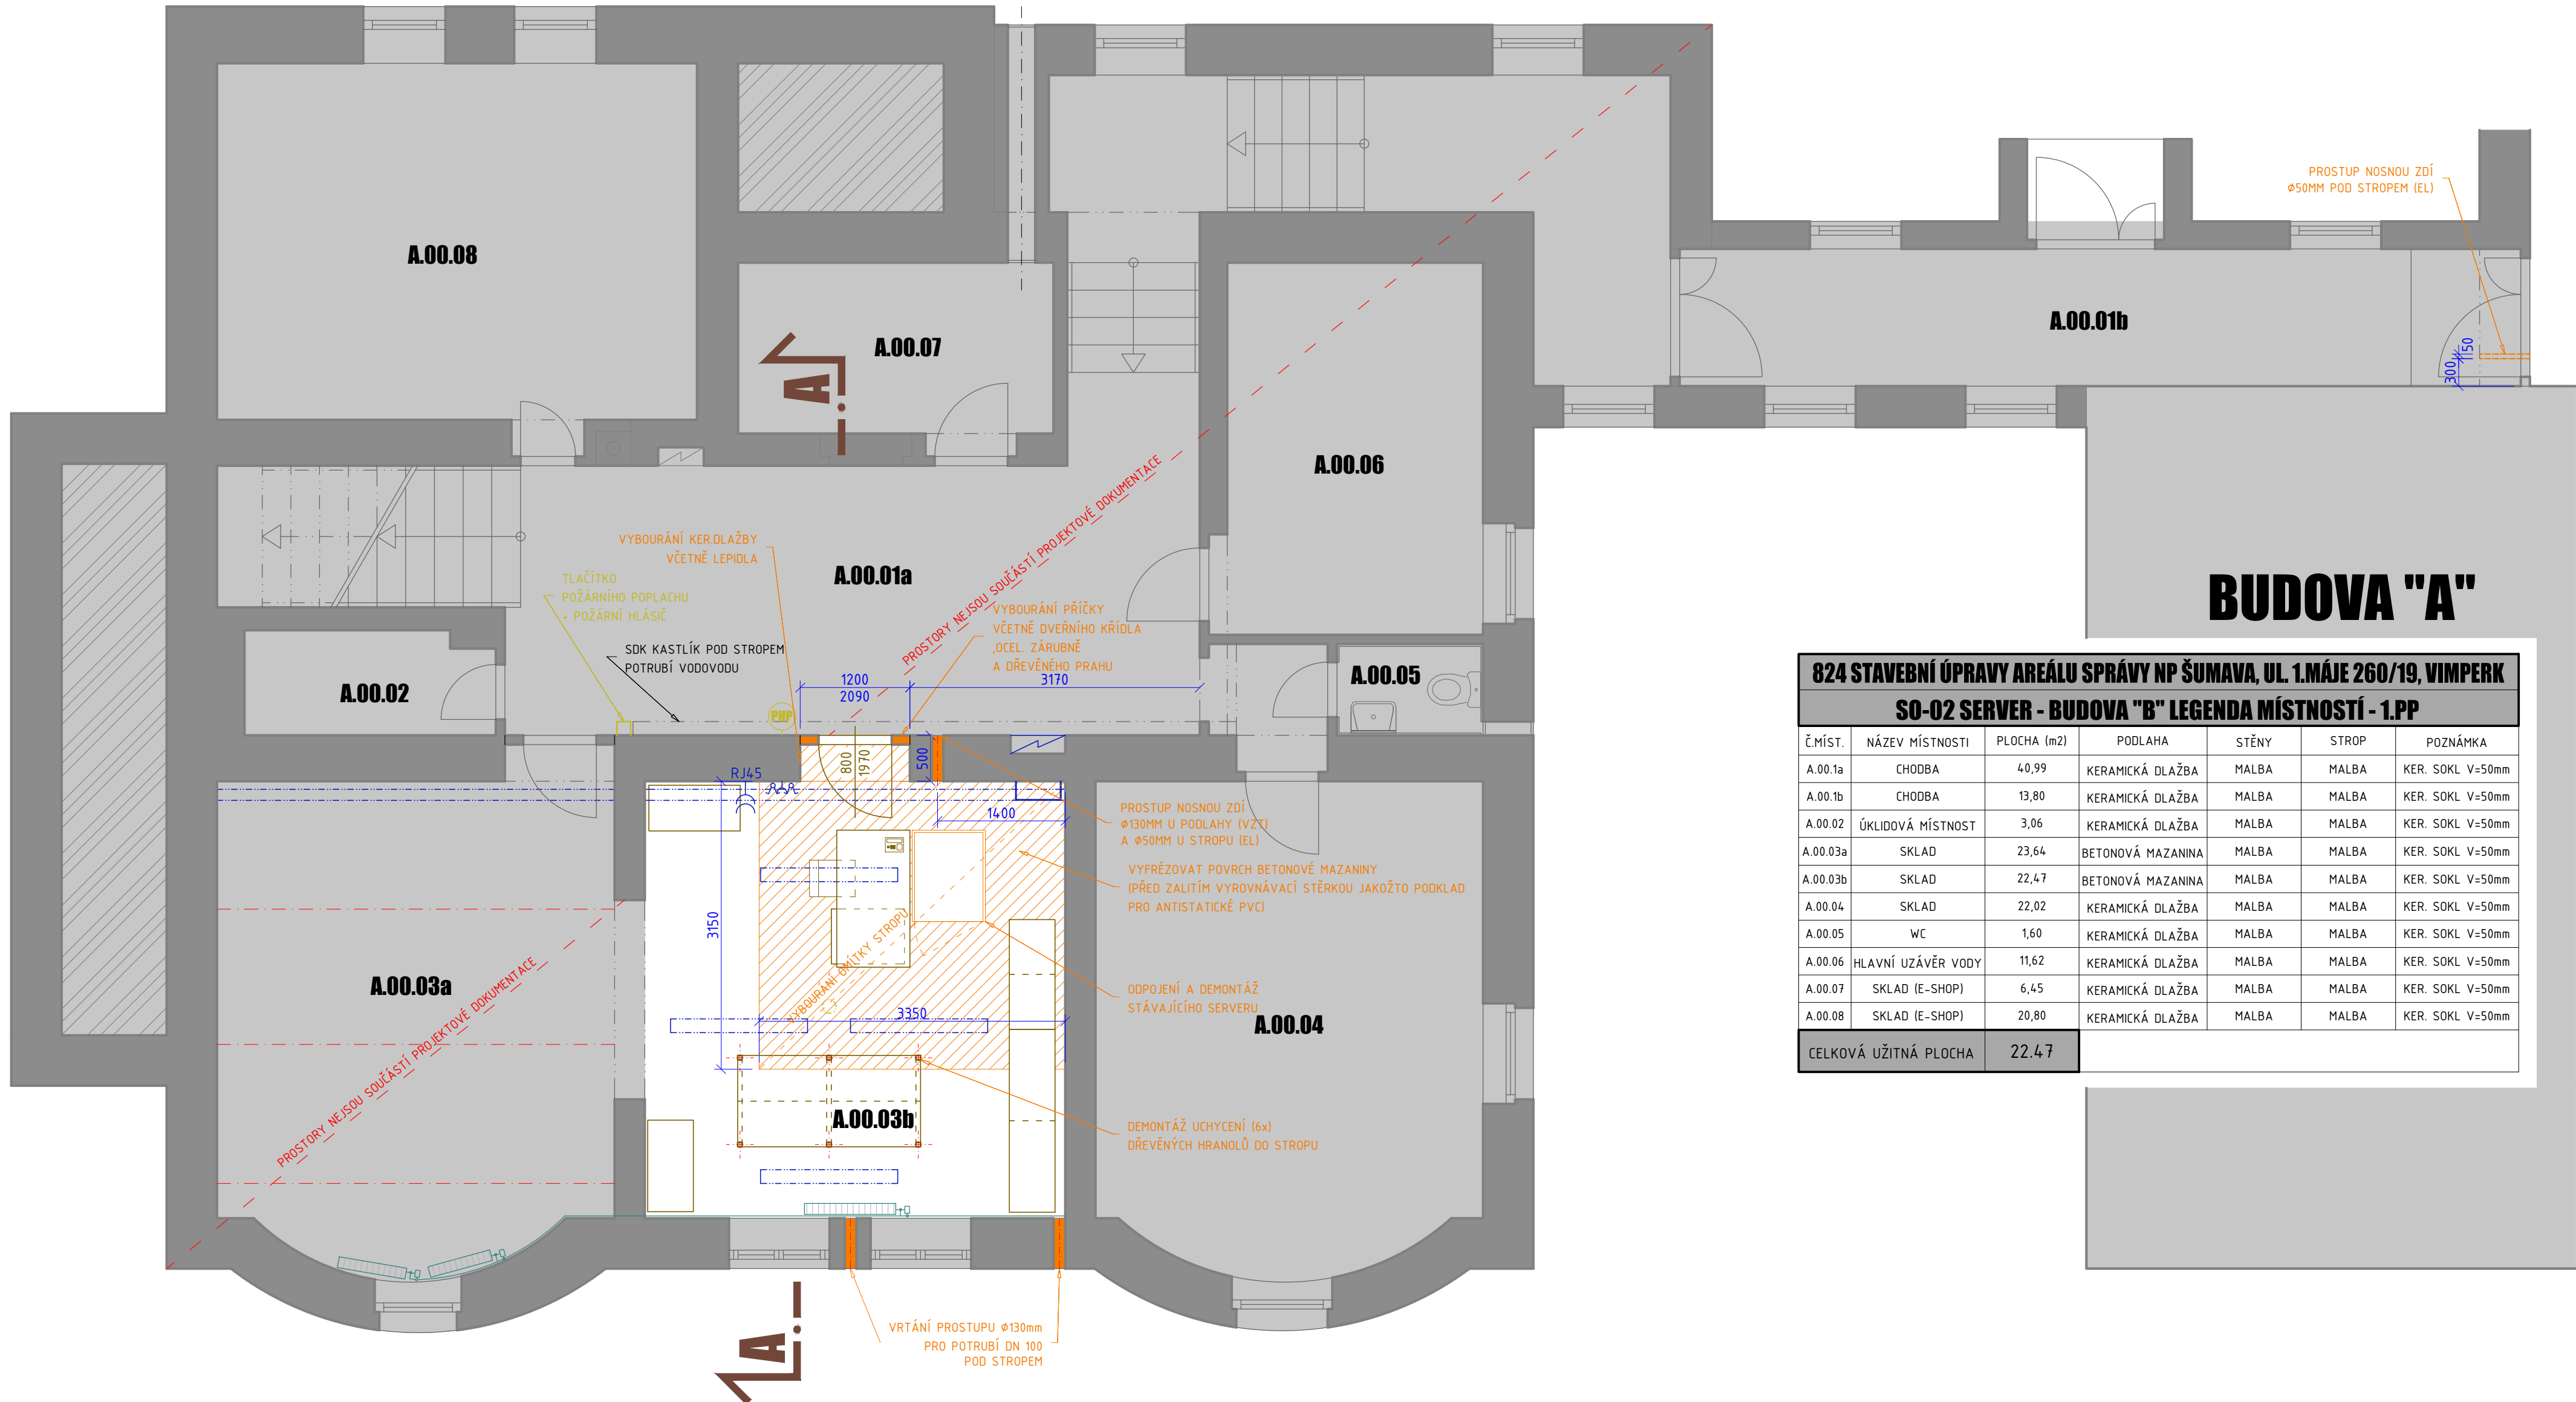 PROSTUP NOSNOU ZDÍ
Ø50MM POD STROPEM (EL)
A.00.08
A.00.07
A.00.01b
150
300
A.00.06
A.00.01a
VYBOURÁNÍ KER.DLAŽBY
VČETNĚ LEPIDLA
TLAČÍTKO
POŽÁRNÍHO POPLACHU
+ POŽÁRNÍ HLÁSIČ
SDK KASTLÍK POD STROPEM
POTRUBÍ VODOVODU
PROSTORY NEJSOU SOUČÁSTÍ PROJEKTOVÉ DOKUMENTACE
VYBOURÁNÍ PŘÍČKY
VČETNĚ DVEŘNÍHO KŘÍDLA
,OCEL. ZÁRUBNĚ
A DŘEVĚNÉHO PRAHU
A
A.00.02
A.00.05
1200
2090
3170
PHP
800
1970
500
RJ45
1400
PROSTUP NOSNOU ZDÍ
Ø130MM U PODLAHY (VZT)
A Ø50MM U STROPU (EL)
VYFRÉZOVAT POVRCH BETONOVÉ MAZANINY
(PŘED ZALITÍM VYROVNÁVACÍ STĚRKOU JAKOŽTO PODKLAD
PRO ANTISTATICKÉ PVC)
3150
VYBOURÁNÍ OMÍTKY STROPU
ODPOJENÍ A DEMONTÁŽ
STÁVAJÍCÍHO SERVERU
3350
A.00.03a
PROSTORY NEJSOU SOUČÁSTÍ PROJEKTOVÉ DOKUMENTACE
A.00.04
A.00.03b
DEMONTÁŽ UCHYCENÍ (6x)
DŘEVĚNÝCH HRANOLŮ DO STROPU
VRTÁNÍ PROSTUPU Ø130mm
PRO POTRUBÍ DN 100
POD STROPEM
A
BUDOVA "A"
824 STAVEBNÍ ÚPRAVY AREÁLU SPRÁVY NP ŠUMAVA, UL. 1.MÁJE 260/19, VIMPERK
SO-02 SERVER - BUDOVA "B" LEGENDA MÍSTNOSTÍ - 1.PP
Č.MÍST. NÁZEV MÍSTNOSTI PLOCHA (m2) PODLAHA STĚNY STROP POZNÁMKA
A.00.1a CHODBA 40,99 KERAMICKÁ DLAŽBA MALBA MALBA KER. SOKL V=50mm
A.00.1b CHODBA 13,80 KERAMICKÁ DLAŽBA MALBA MALBA KER. SOKL V=50mm
A.00.02 ÚKLIDOVÁ MÍSTNOST 3,06 KERAMICKÁ DLAŽBA MALBA MALBA KER. SOKL V=50mm
A.00.03a SKLAD 23,64 BETONOVÁ MAZANINA MALBA MALBA KER. SOKL V=50mm
A.00.03b SKLAD 22,47 BETONOVÁ MAZANINA MALBA MALBA KER. SOKL V=50mm
A.00.04 SKLAD 22,02 KERAMICKÁ DLAŽBA MALBA MALBA KER. SOKL V=50mm
A.00.05 WC 1,60 KERAMICKÁ DLAŽBA MALBA MALBA KER. SOKL V=50mm
A.00.06 HLAVNÍ UZÁVĚR VODY 11,62 KERAMICKÁ DLAŽBA MALBA MALBA KER. SOKL V=50mm
A.00.07 SKLAD (E-SHOP) 6,45 KERAMICKÁ DLAŽBA MALBA MALBA KER. SOKL V=50mm
A.00.08 SKLAD (E-SHOP) 20,80 KERAMICKÁ DLAŽBA MALBA MALBA KER. SOKL V=50mm
CELKOVÁ UŽITNÁ PLOCHA 22.47